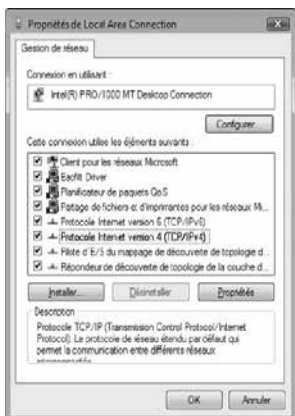 Propriétés de Local Area Connection
Gestion de réseau
Connexion en utilisant :
Intel(R) PRO/1000 MT Desktop Connection
Configurer...
Cette connexion utilise les éléments suivants :
Client pour les réseaux Microsoft
Eacfilt Driver
Planificateur de paquets QoS
Partage de fichiers et d'imprimantes pour les réseaux Mi...
Protocole Internet version 6 (TCP/IPv6)
Protocole Internet version 4 (TCP/IPv4)
Pilote d'E/S du mappage de découverte de topologie d...
Répondeur de découverte de topologie de la couche d...
Installer...
Désinstaller
Propriétés
Description
Protocole TCP/IP (Transmission Control Protocol/Internet
Protocol). Le protocole de réseau étendu par défaut qui
permet la communication entre différents réseaux
OK
Annuler